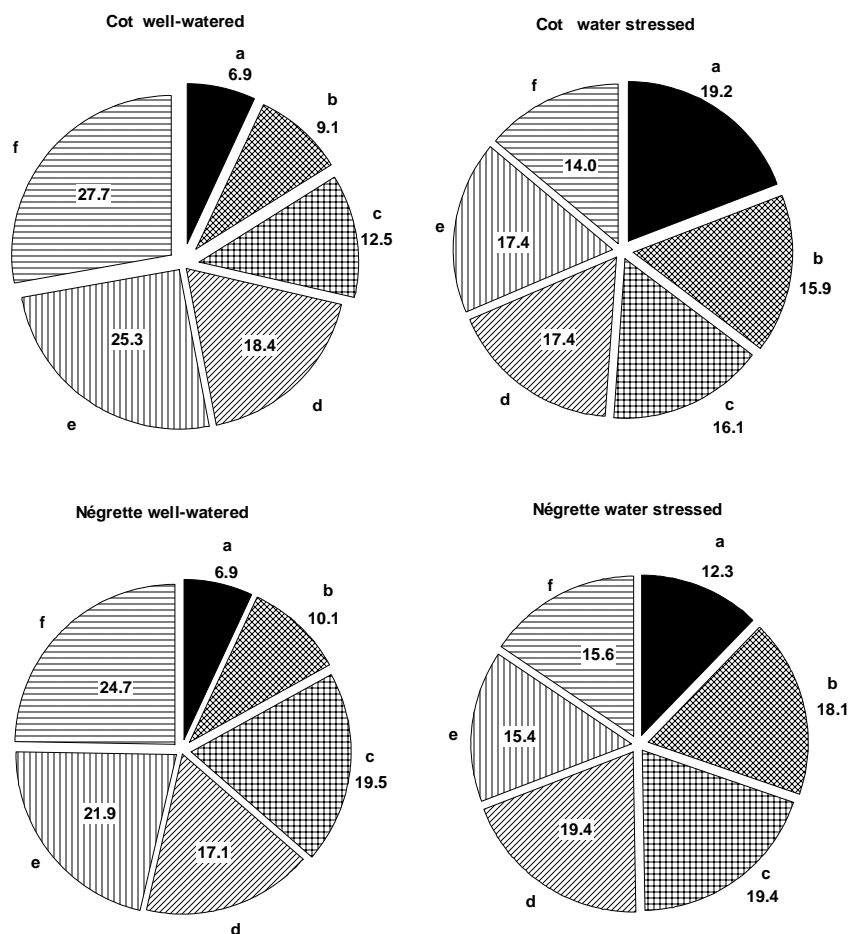 Cot well-watered
a
6.9
b
9.1
c
12.5
d
18.4
e
25.3
f
27.7
Cot water stressed
a
19.2
b
15.9
c
16.1
d
17.4
e
17.4
f
14.0
Négrette well-watered
a
6.9
b
10.1
c
19.5
d
17.1
e
21.9
f
24.7
Négrette water stressed
a
12.3
b
18.1
c
19.4
d
19.4
e
15.4
f
15.6